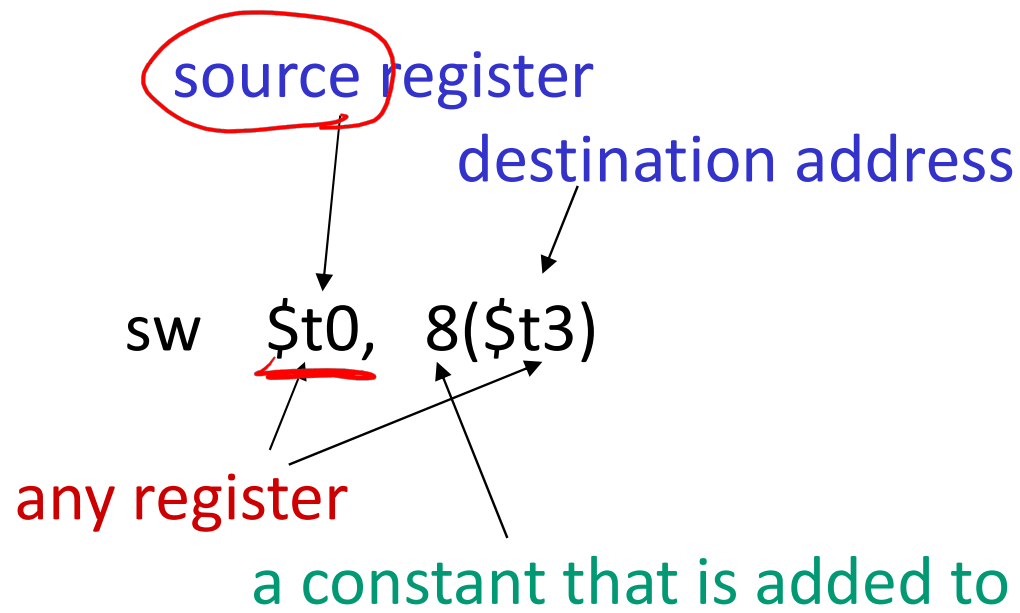 source register
destination address
sw $t0, 8($t3)
any register
a constant that is added to